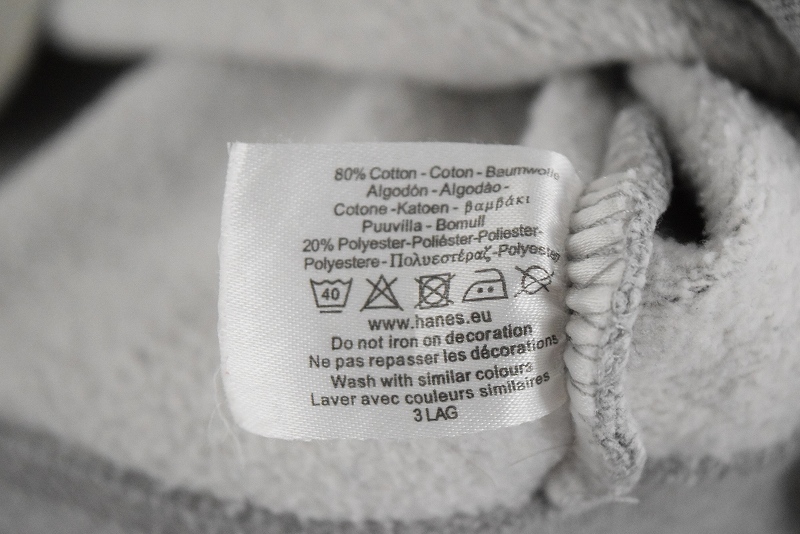 80% Cotton - Coton - Baumwolle
Algodón - Algodão -
Cotone -Katoen - βαμβάκι
Puuvilla - Bomull
20% Polyester-Poliéster-Poliester-
Polyestere-Πολυεστέραζ-Polyester
40
www.hanes.eu
Do not iron on decoration
Ne pas repasser les décorations
Wash with similar colours
Laver avec couleurs similaires
3 LAG